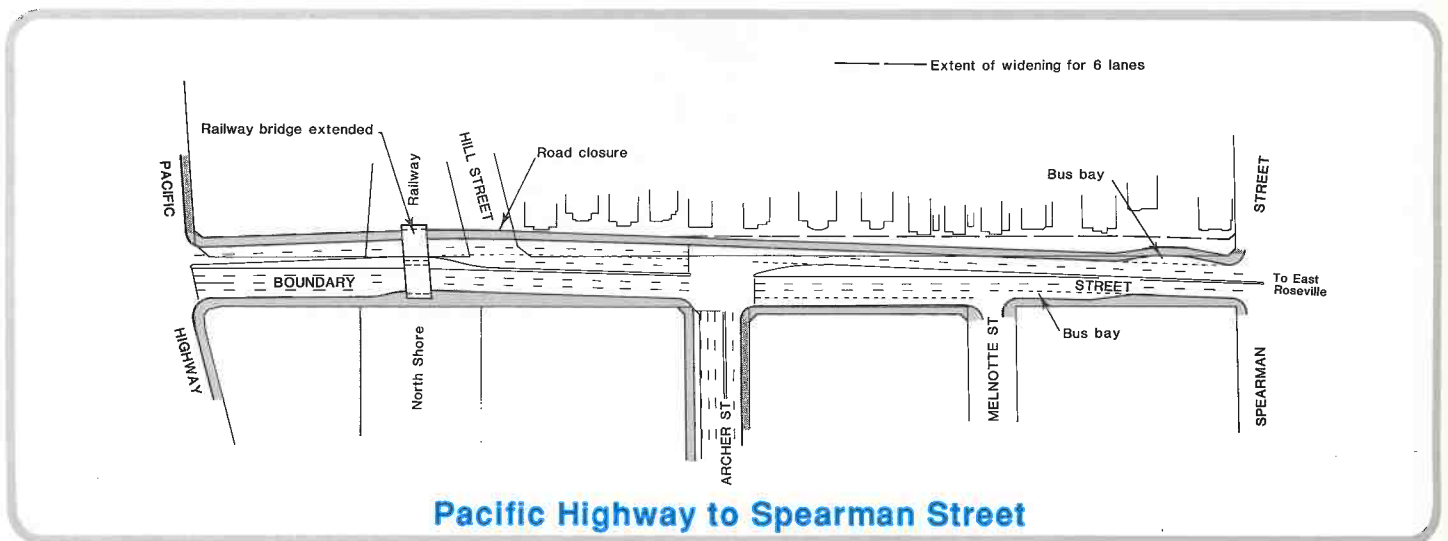 Extent of widening for 6 lanes
Railway bridge extended
PACIFIC
Railway
HILL STREET
Road closure
Bus bay
STREET
BOUNDARY
STREET
To East
Roseville
HIGHWAY
North Shore
ARCHER ST
MELNOTTE ST
Bus bay
SPEARMAN
Pacific Highway to Spearman Street